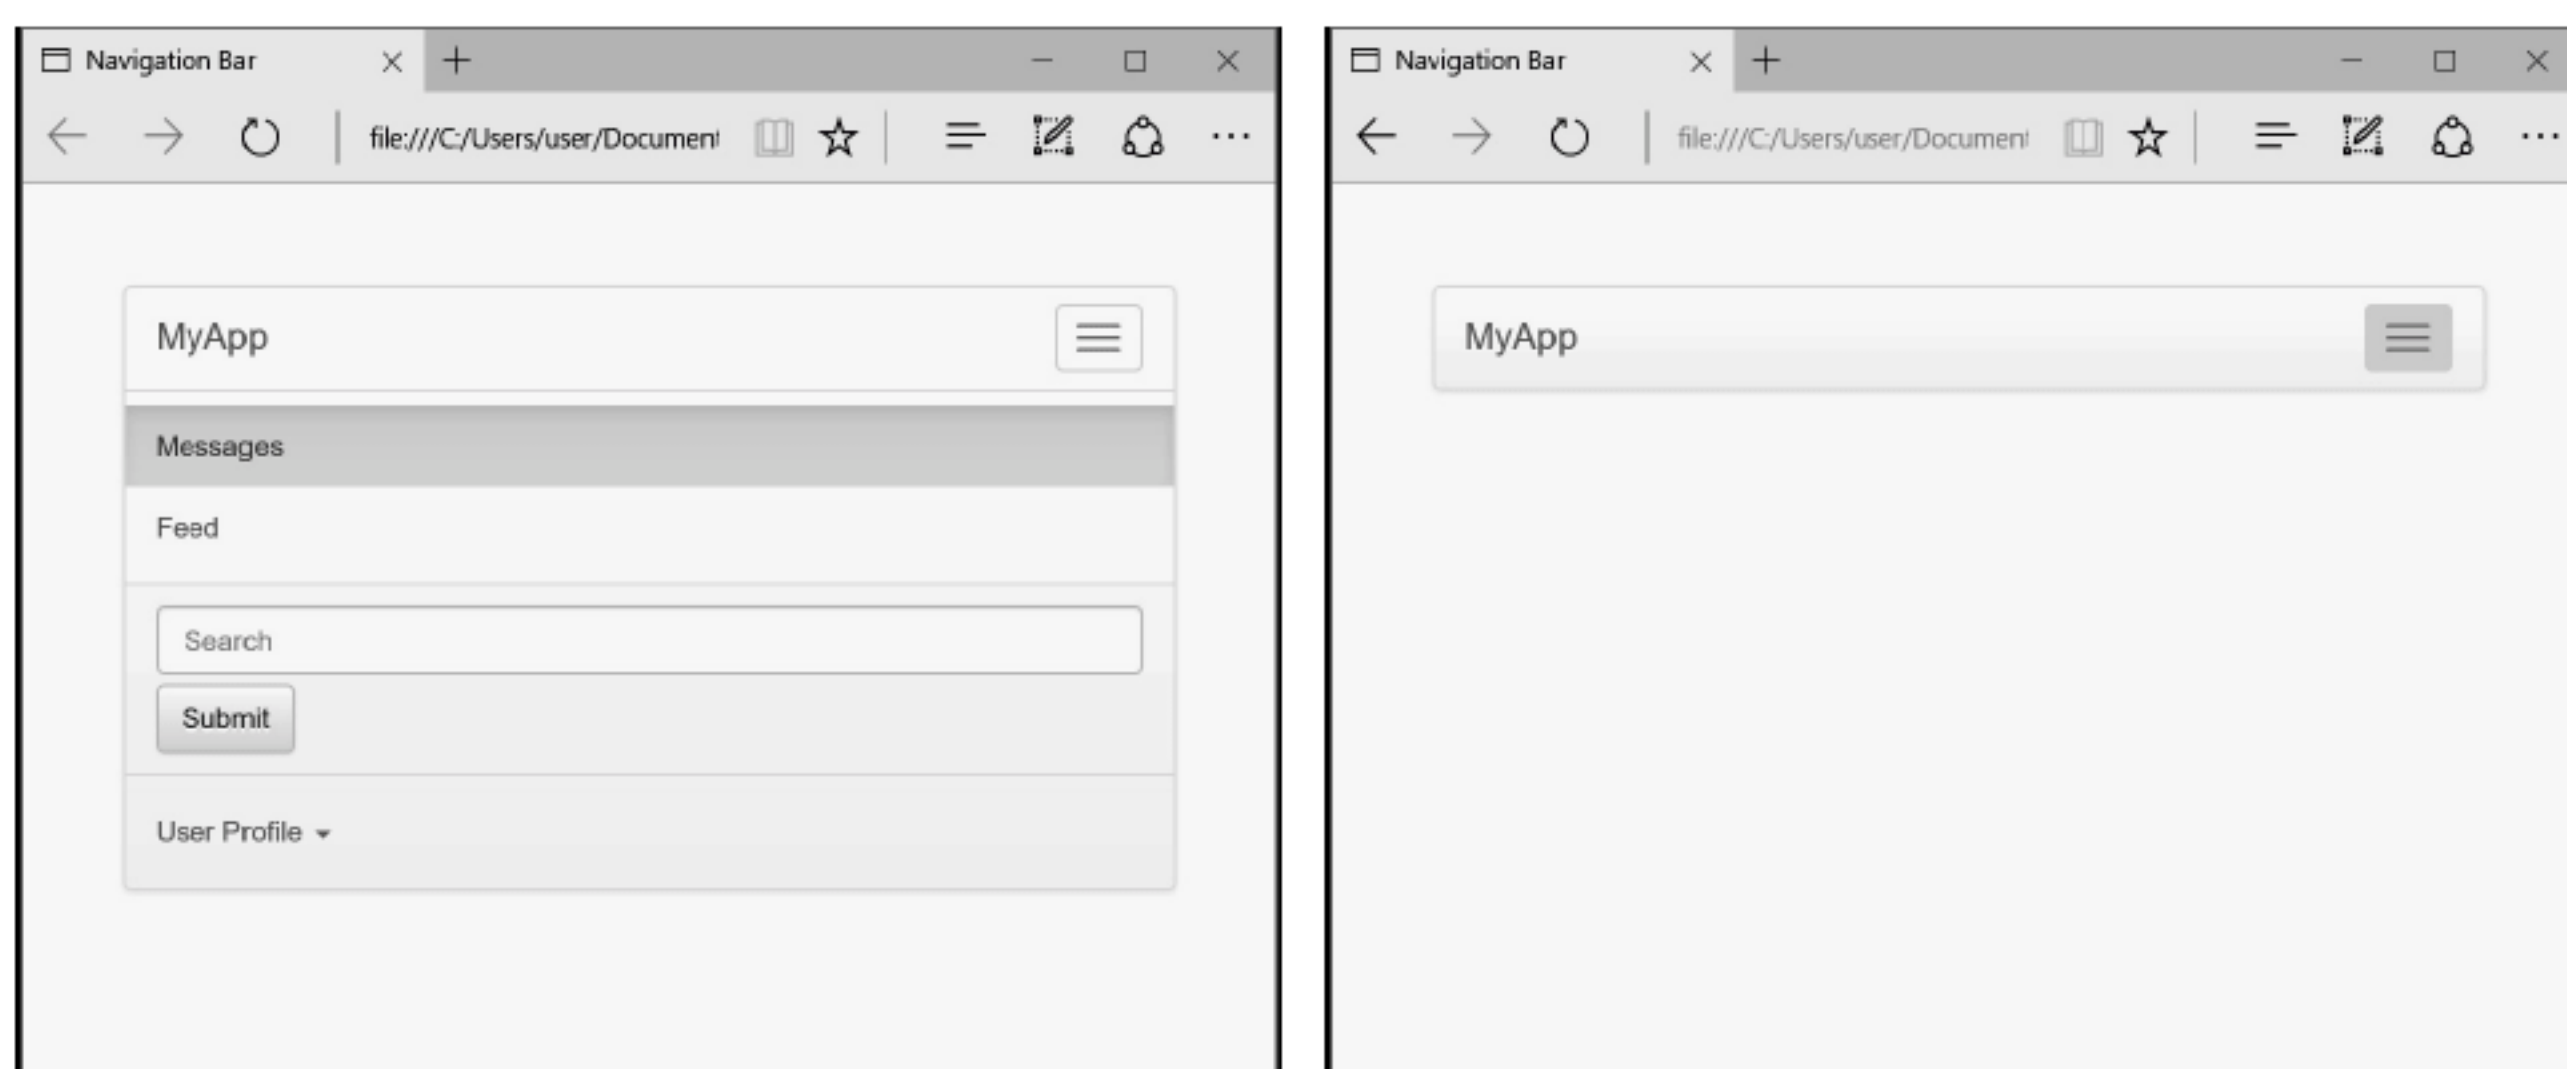 Navigation Bar
file:///C:/Users/user/Document
MyApp
Messages
Feed
Search
Submit
User Profile
Navigation Bar
file:///C:/Users/user/Document
MyApp